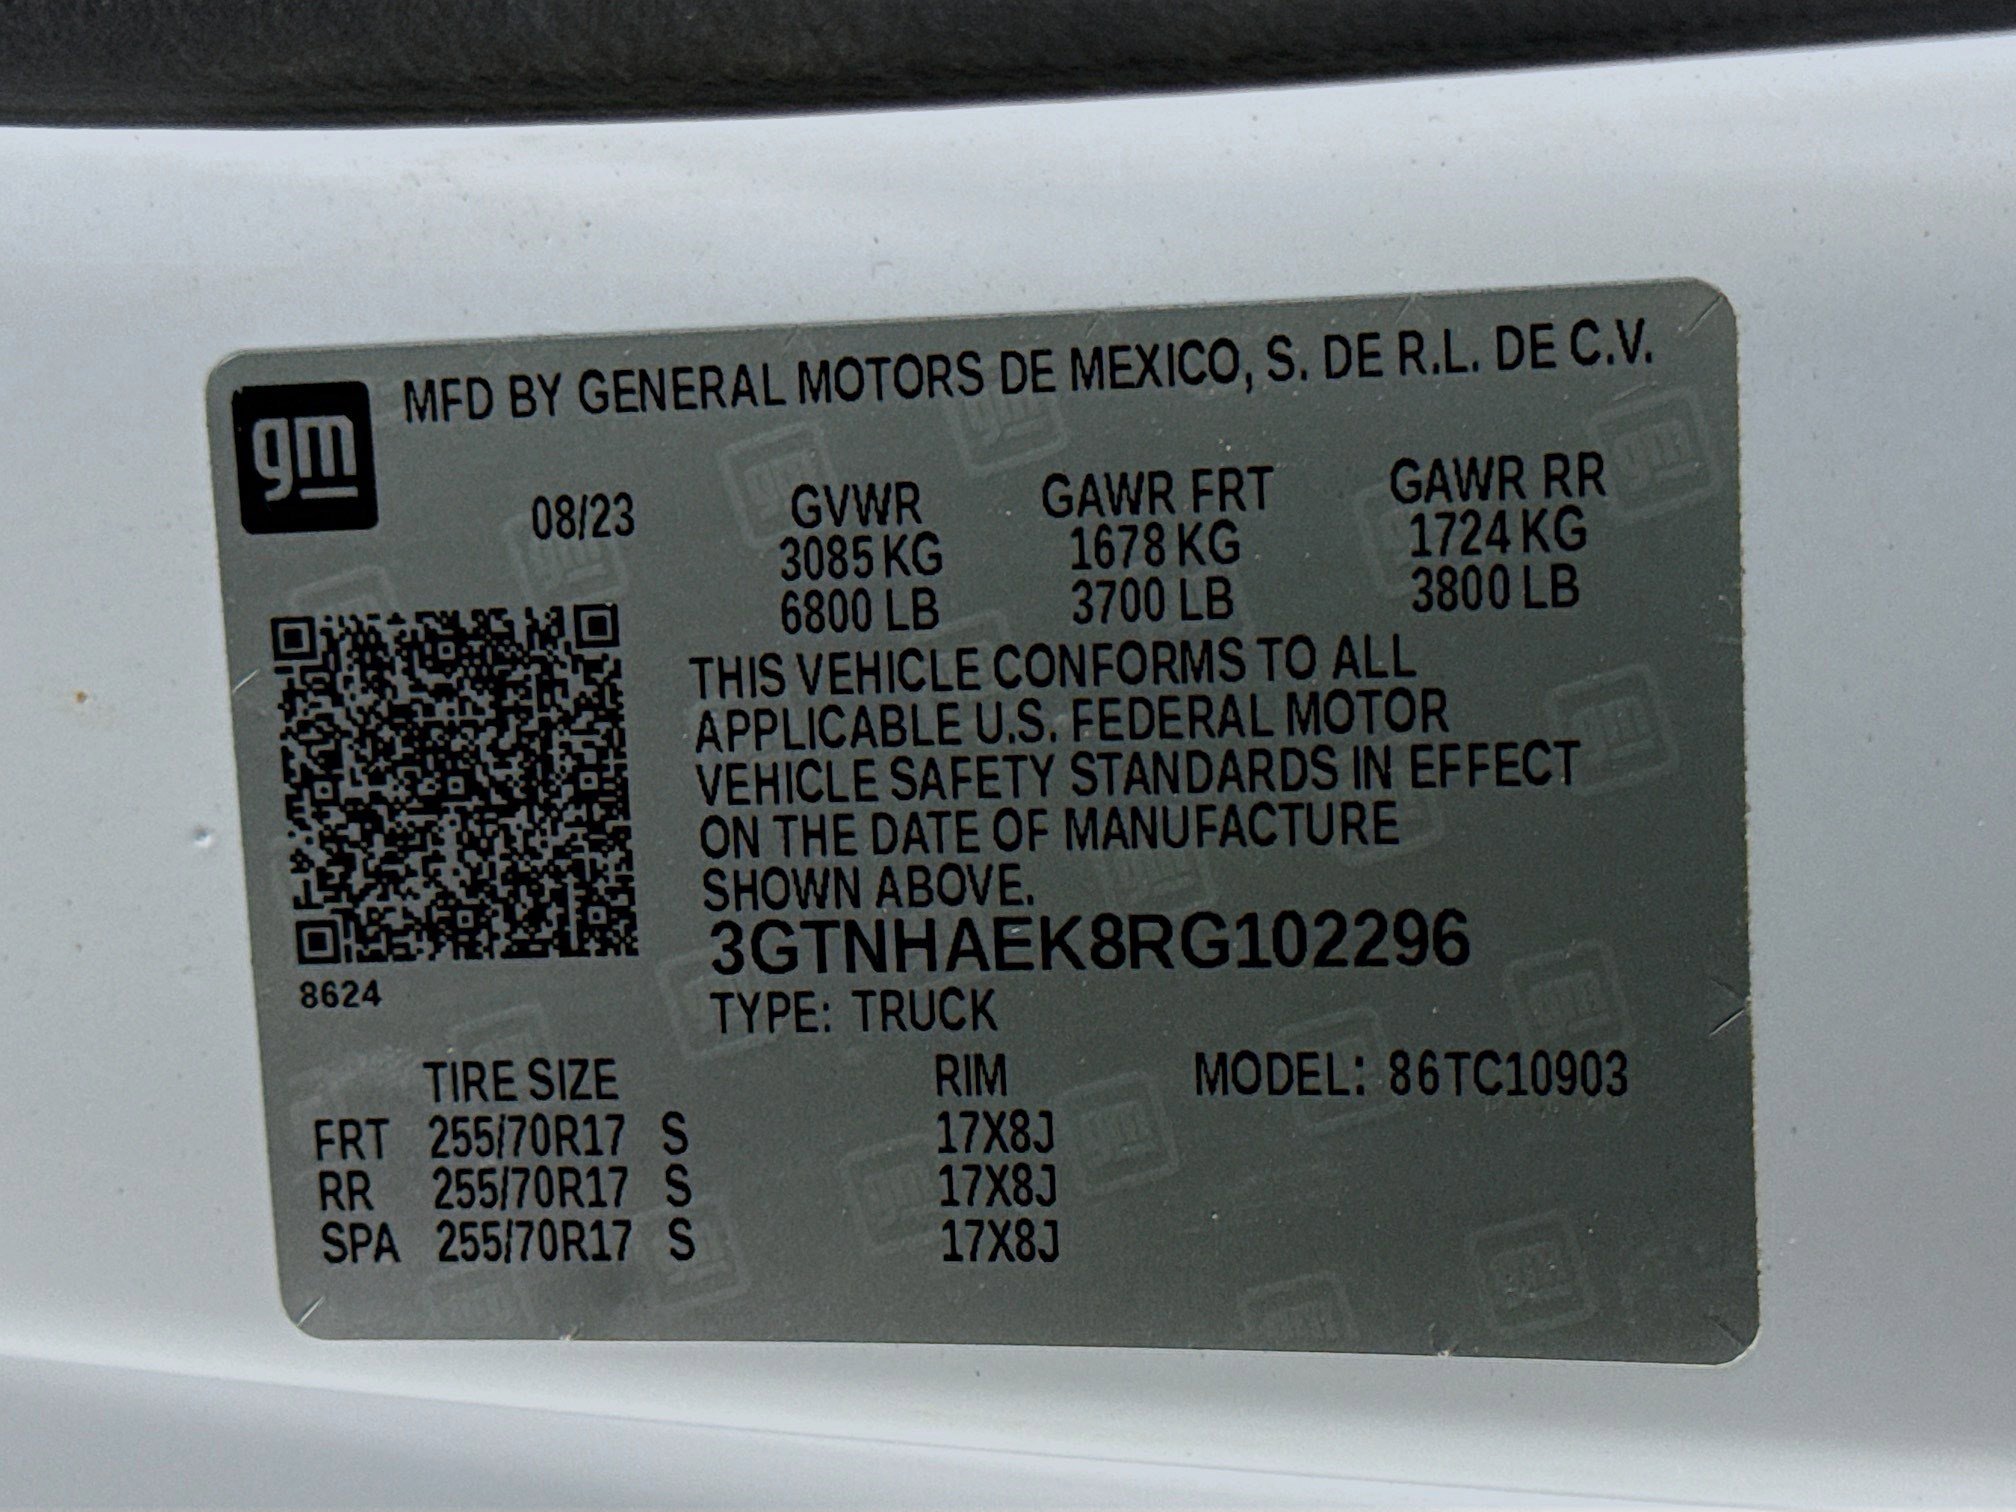 gm
MFD BY GENERAL MOTORS DE MEXICO, S. DE R.L. DE C.V.
08/23 GVWR GAWR FRT GAWR RR
3085 KG 1678 KG 1724 KG
6800 LB 3700 LB 3800 LB
THIS VEHICLE CONFORMS TO ALL
APPLICABLE U.S. FEDERAL MOTOR
VEHICLE SAFETY STANDARDS IN EFFECT
ON THE DATE OF MANUFACTURE
SHOWN ABOVE.
3GTNHAEK8RG102296
8624
TYPE: TRUCK
TIRE SIZE RIM MODEL: 86TC10903
FRT 255/70R17 S 17X8J
RR 255/70R17 S 17X8J
SPA 255/70R17 S 17X8J